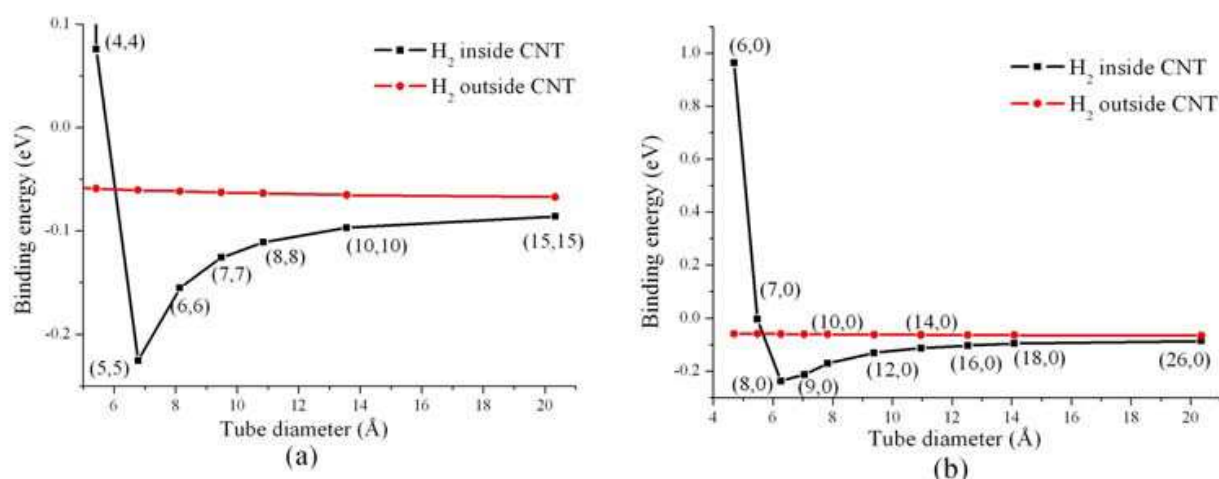 0.1
0.0
-0.1
-0.2
Binding energy (eV)
(4,4)
H2 inside CNT
H2 outside CNT
(5,5)
(6,6)
(7,7)
(8,8)
(10,10)
(15,15)
6 8 10 12 14 16 18 20
Tube diameter (Å)
(a)
1.0
0.8
0.6
0.4
0.2
0.0
-0.2
Binding energy (eV)
(6,0)
H2 inside CNT
H2 outside CNT
(7,0)
(10,0)
(14,0)
(8,0)
(9,0)
(12,0)
(16,0)
(18,0)
(26,0)
4 6 8 10 12 14 16 18 20
Tube diameter (Å)
(b)